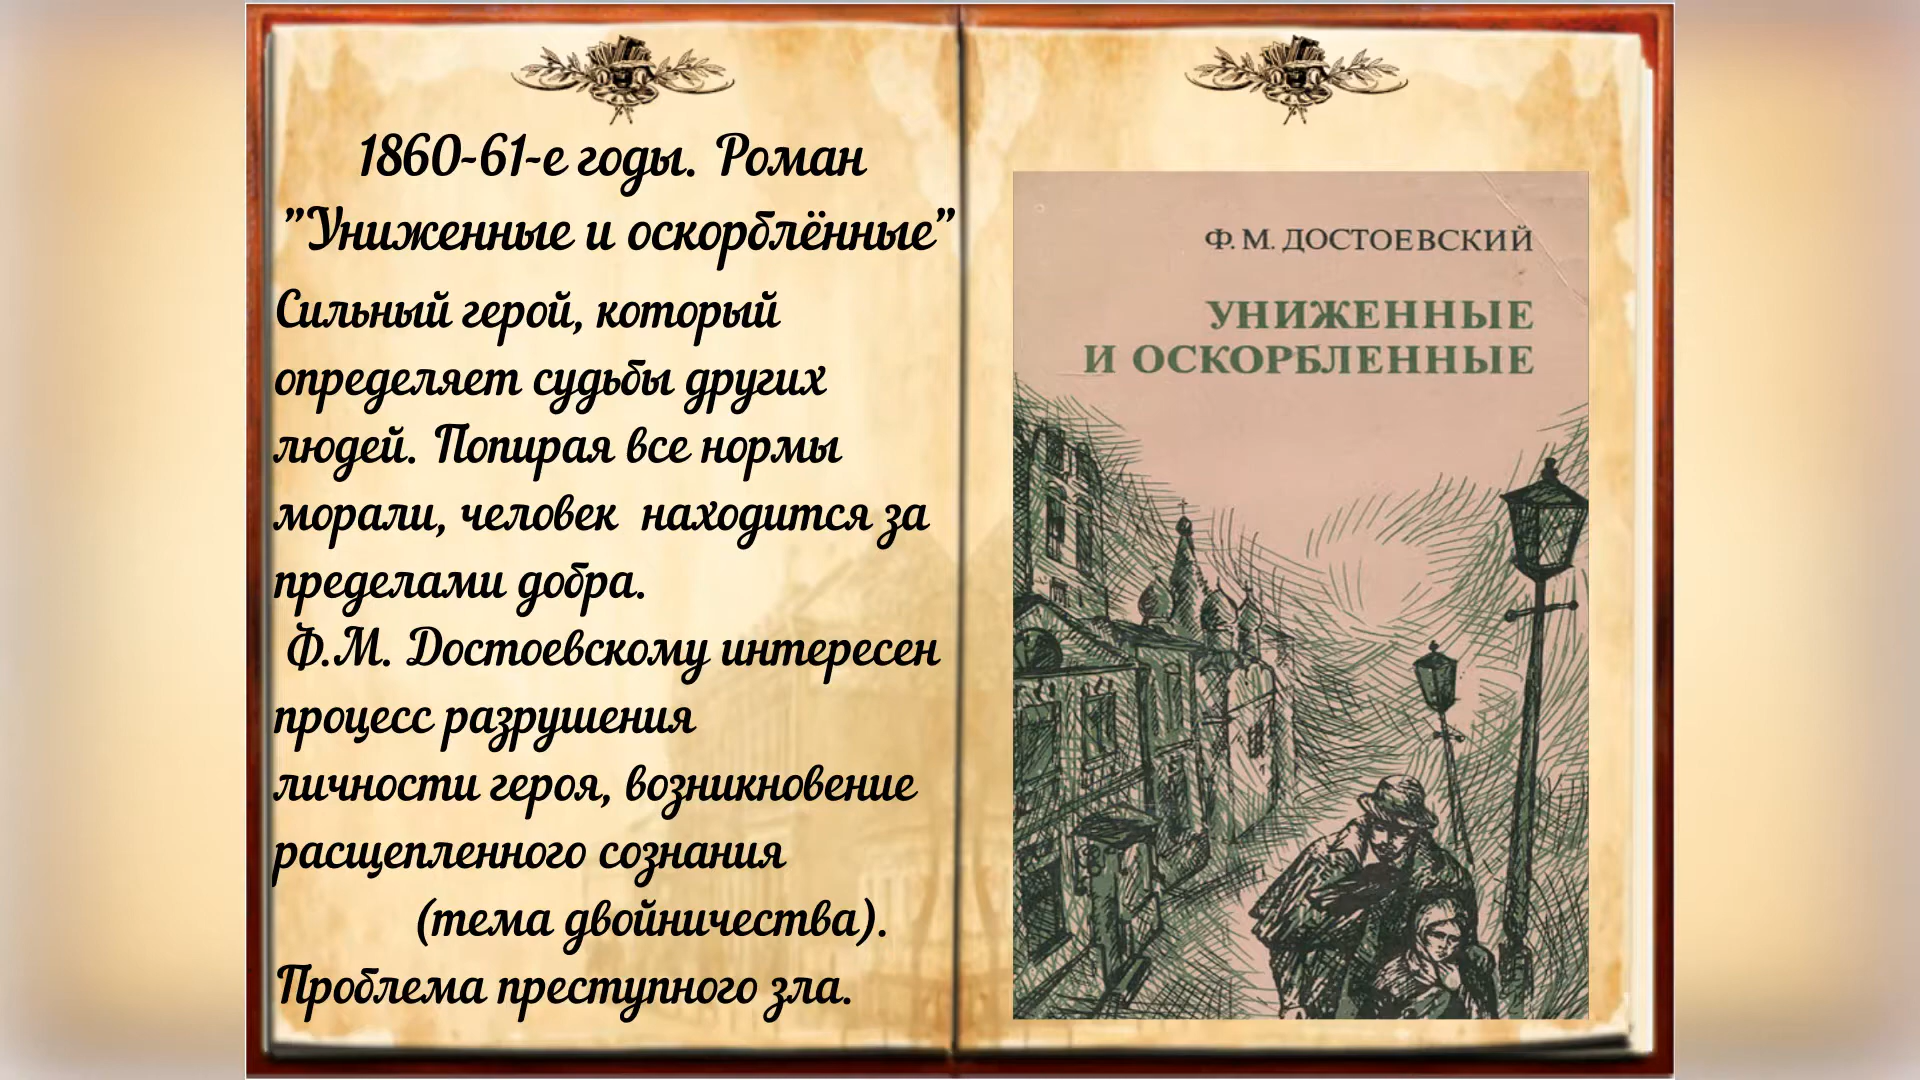 1860-61-е годы. Роман
"Униженные и оскорблённые"
Сильный герой, который
определяет судьбы других
людей. Попирая все нормы
морали, человек находится за
пределами добра.
Ф.М. Достоевскому интересен
процесс разрушения
личности героя, возникновение
расщепленного сознания
(тема двойничества).
Проблема преступного зла.
Ф. М. ДОСТОЕВСКИЙ
УНИЖЕННЫЕ
И ОСКОРБЛЕННЫЕ